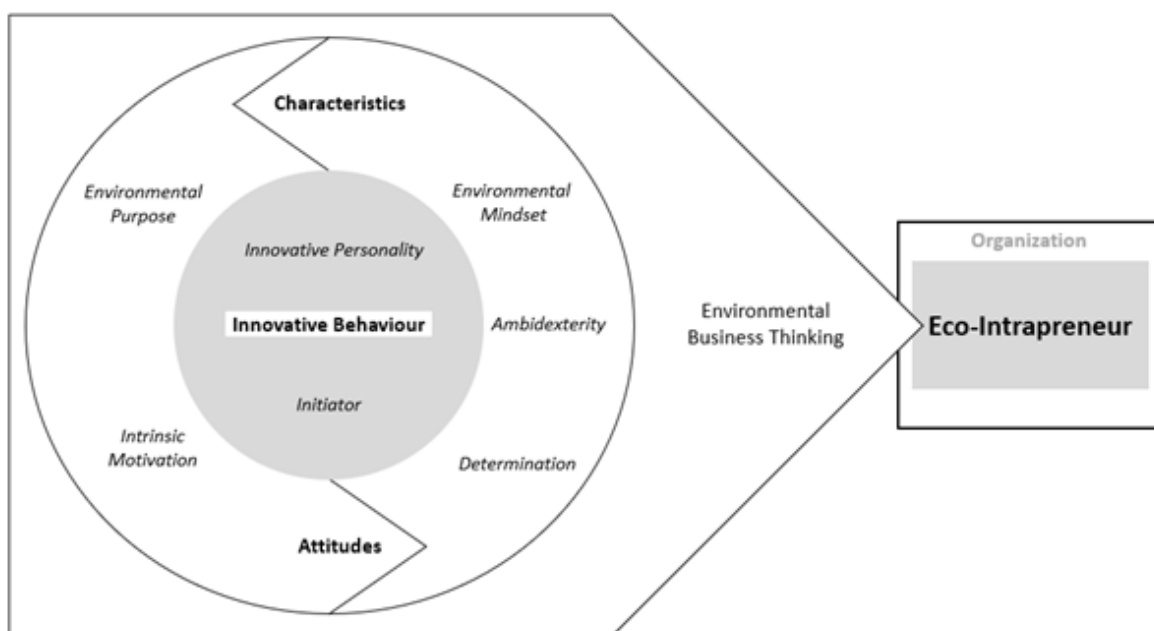 Characteristics
Environmental
Purpose
Environmental
Mindset
Innovative Personality
Innovative Behaviour
Ambidexterity
Initiator
Intrinsic
Motivation
Determination
Attitudes
Environmental
Business Thinking
Organization
Eco-Intrapreneur